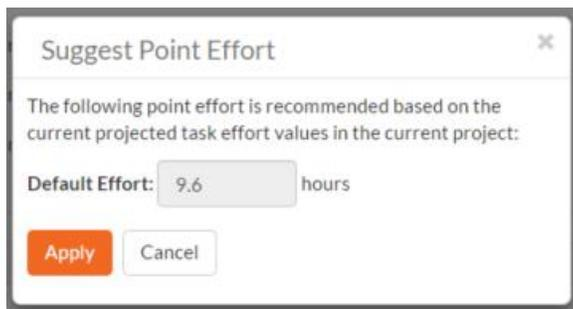 Suggest Point Effort
The following point effort is recommended based on the
current projected task effort values in the current project:
Default Effort: 9.6 hours
Apply Cancel